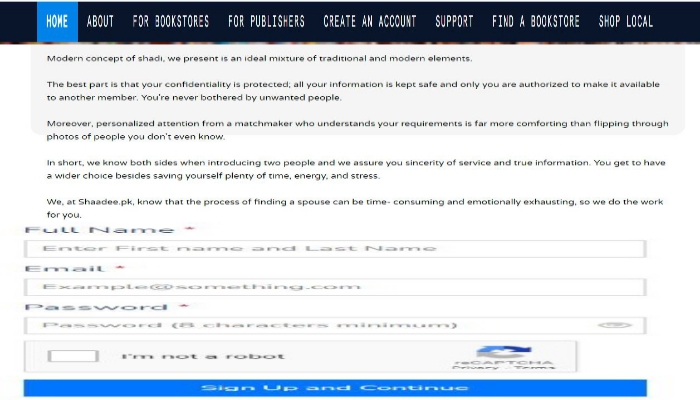 HOME ABOUT FOR BOOKSTORES FOR PUBLISHERS CREATE AN ACCOUNT SUPPORT FIND A BOOKSTORE SHOP LOCAL
Modern concept of shadi, we present is an ideal mixture of traditional and modern elements.
The best part is that your confidentiality is protected; all your information is kept safe and only you are authorized to make it available
to another member. You're never bothered by unwanted people.
Moreover, personalized attention from a matchmaker who understands your requirements is far more comforting than flipping through
photos of people you don't even know.
In short, we know both sides when introducing two people and we assure you sincerity of service and true information. You get to have
a wider choice besides saving yourself plenty of time, energy, and stress.
We, at Shaadee.pk, know that the process of finding a spouse can be time- consuming and emotionally exhausting, so we do the work
for you.
Full Name *
Enter First name and Last Name
Email *
Example@something.com
Password *
Password (8 characters minimum)
I'm not a robot
reCAPTCHA
Privacy - Terms
Sign Up and Continue